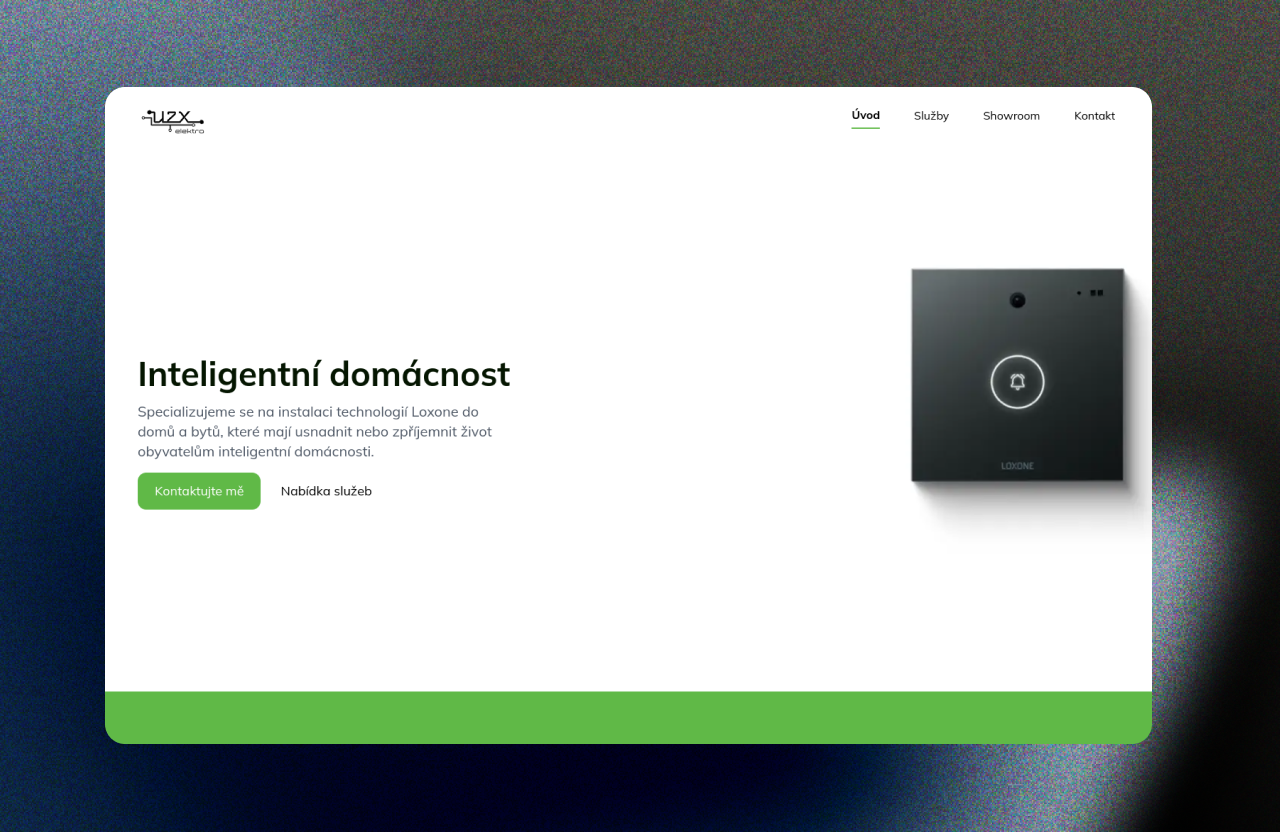 UZX
elektro
Úvod Služby Showroom Kontakt
Inteligentní domácnost
Specializujeme se na instalaci technologií Loxone do
domů a bytů, které mají usnadnit nebo zpříjemnit život
obyvatelům inteligentní domácnosti.
Kontaktujte mě Nabídka služeb
LOXONE